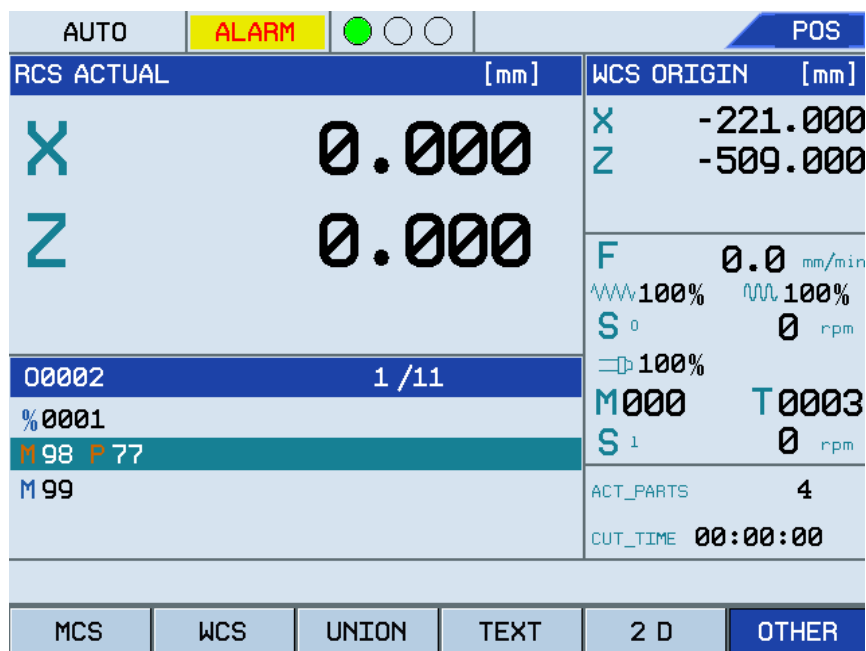 AUTO ALARM POS
RCS ACTUAL [mm]
X 0.000
Z 0.000
WCS ORIGIN [mm]
X -221.000
Z -509.000
F 0.0 mm/min
100% 100%
S 0 0 rpm
100%
M000 T0003
S 1 0 rpm
ACT_PARTS 4
CUT_TIME 00:00:00
O0002 1/11
%0001
M98 P77
M99
MCS WCS UNION TEXT 2 D OTHER